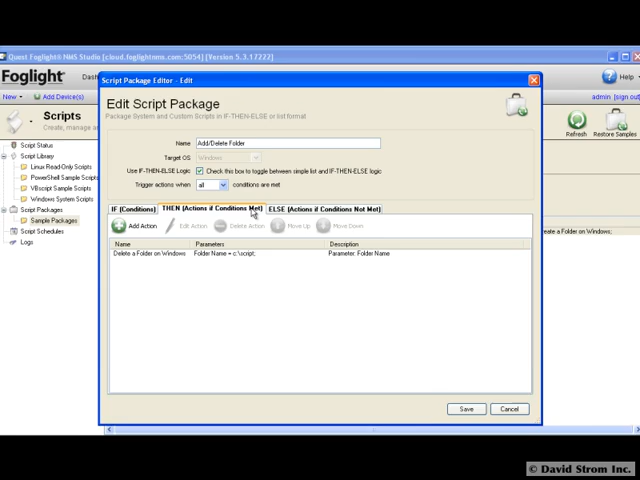 Quest Foglight® NMS Studio [cloud.foglightnms.com:5054] [Version 5.3.17222]
Foglight
Dash
Help
New
Add Device(s)
admin [sign out]
Scripts
Create, manage an
Refresh
Restore Samples
Script Status
Script Library
Linux Read-Only Scripts
PowerShell Sample Scripts
VBscript Sample Scripts
Windows System Scripts
Script Packages
Sample Packages
Script Schedules
Logs
Script Package Editor - Edit
Edit Script Package
Package System and Custom Scripts in IF-THEN-ELSE or list format
Name Add/Delete Folder
Target OS Windows
Use IF-THEN-ELSE Logic Check this box to toggle between simple list and IF-THEN-ELSE logic
Trigger actions when all conditions are met
IF (Conditions) THEN (Actions if Conditions Met) ELSE (Actions if Conditions Not Met)
Add Action Edit Action Delete Action Move Up Move Down
Name Parameters Description
Delete a Folder on Windows Folder Name = c:\script; Parameter: Folder Name
Save Cancel
eate a Folder on Windows;
© David Strom Inc.